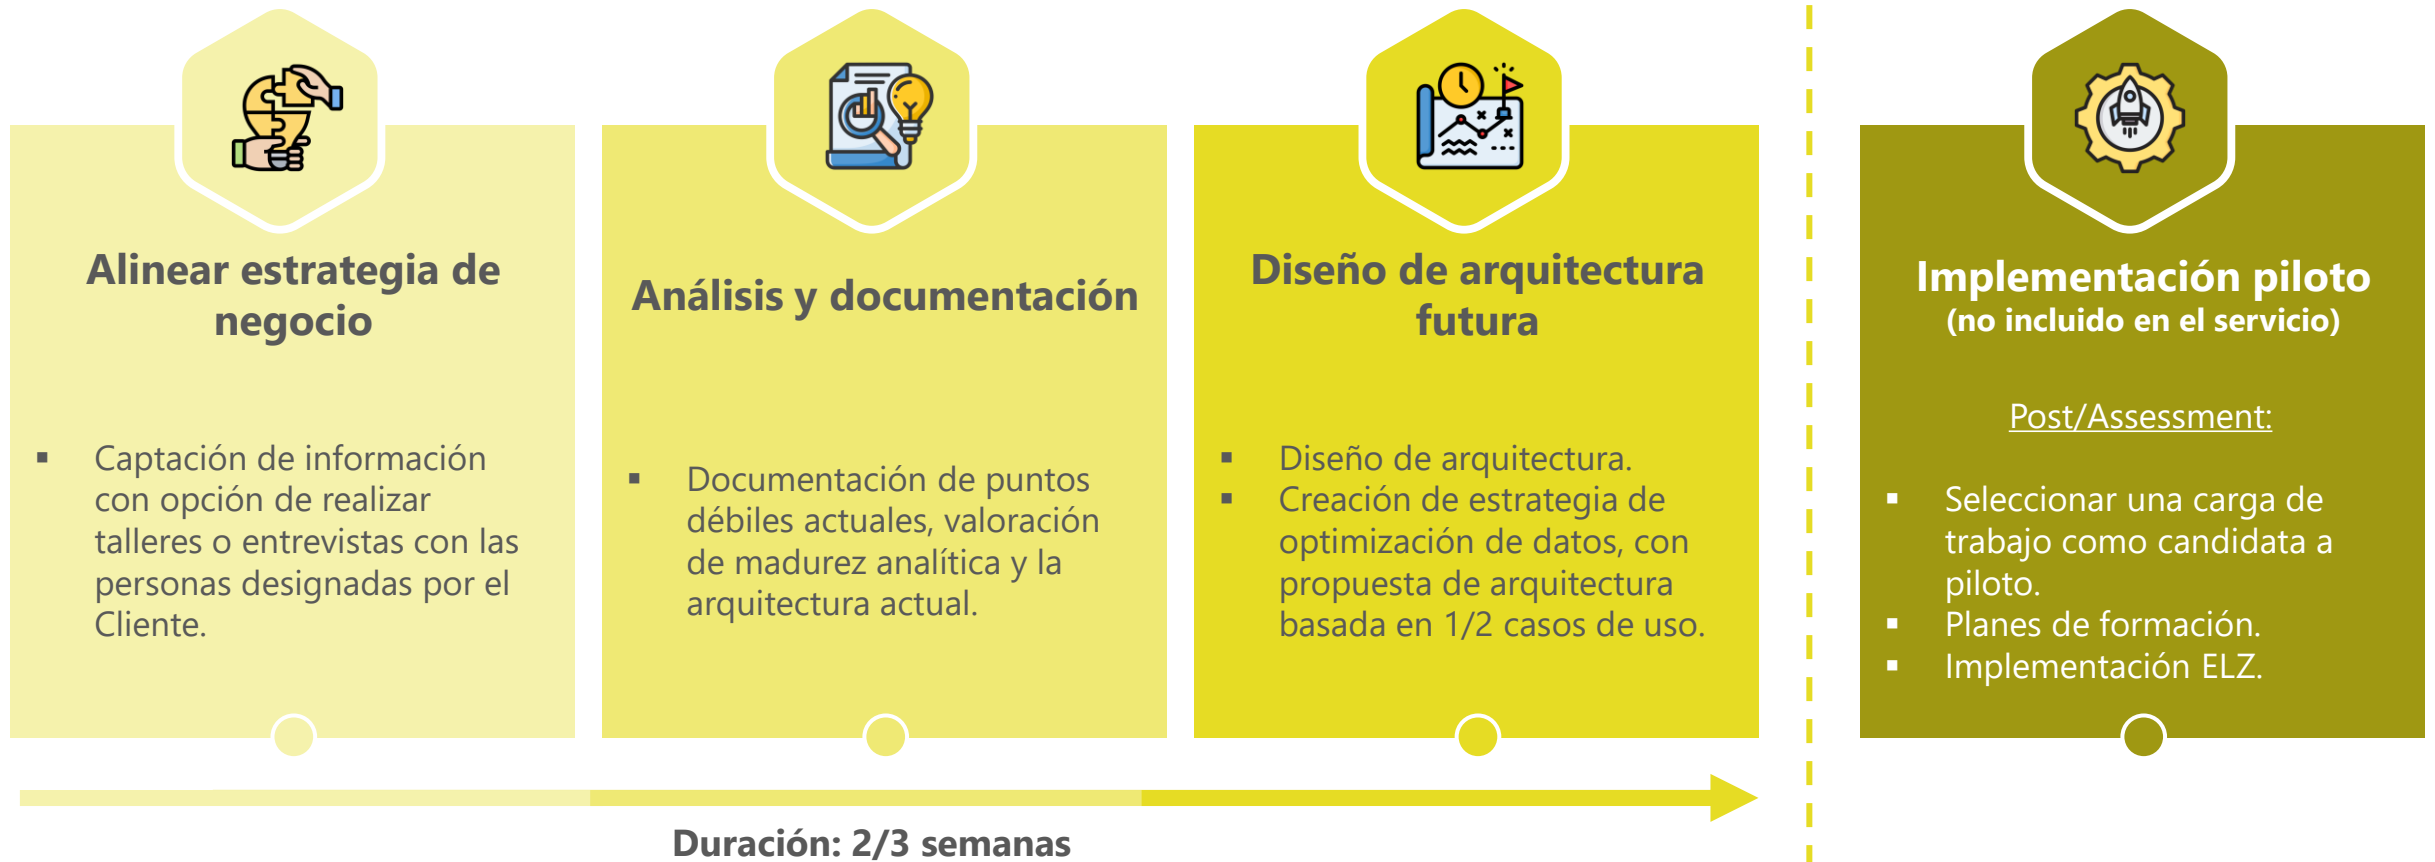 Alinear estrategia de
negocio
▪ Captación de información
con opción de realizar
talleres o entrevistas con las
personas designadas por el
Cliente.
Análisis y documentación
▪ Documentación de puntos
débiles actuales, valoración
de madurez analítica y la
arquitectura actual.
Diseño de arquitectura
futura
▪ Diseño de arquitectura.
▪ Creación de estrategia de
optimización de datos, con
propuesta de arquitectura
basada en 1/2 casos de uso.
Implementación piloto
(no incluido en el servicio)
Post/Assessment:
▪ Seleccionar una carga de
trabajo como candidata a
piloto.
▪ Planes de formación.
▪ Implementación ELZ.
Duración: 2/3 semanas